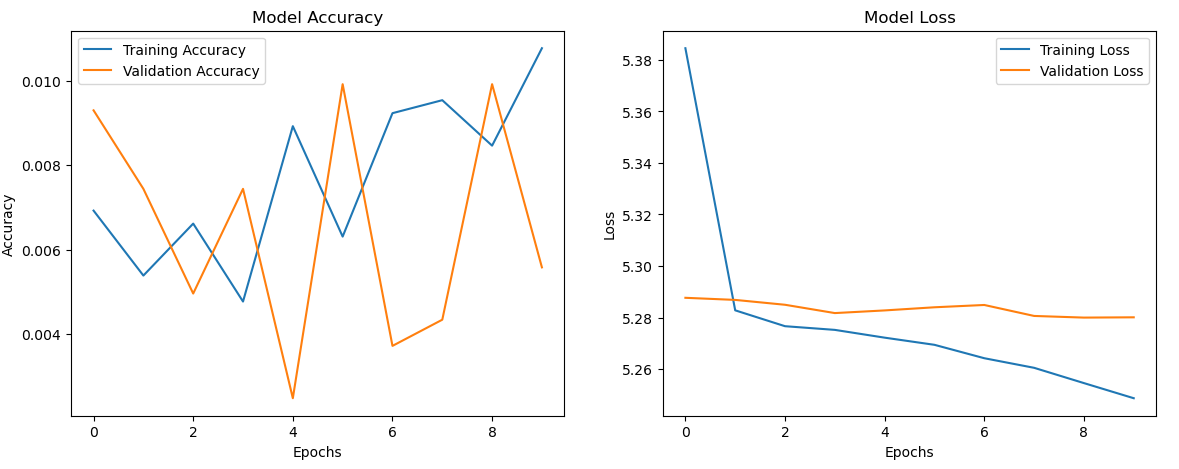 Model Accuracy
Training Accuracy
Validation Accuracy
0.010
0.008
0.006
0.004
Accuracy
0 2 4 6 8
Epochs
Model Loss
Training Loss
Validation Loss
5.38
5.36
5.34
5.32
5.30
5.28
5.26
Loss
0 2 4 6 8
Epochs